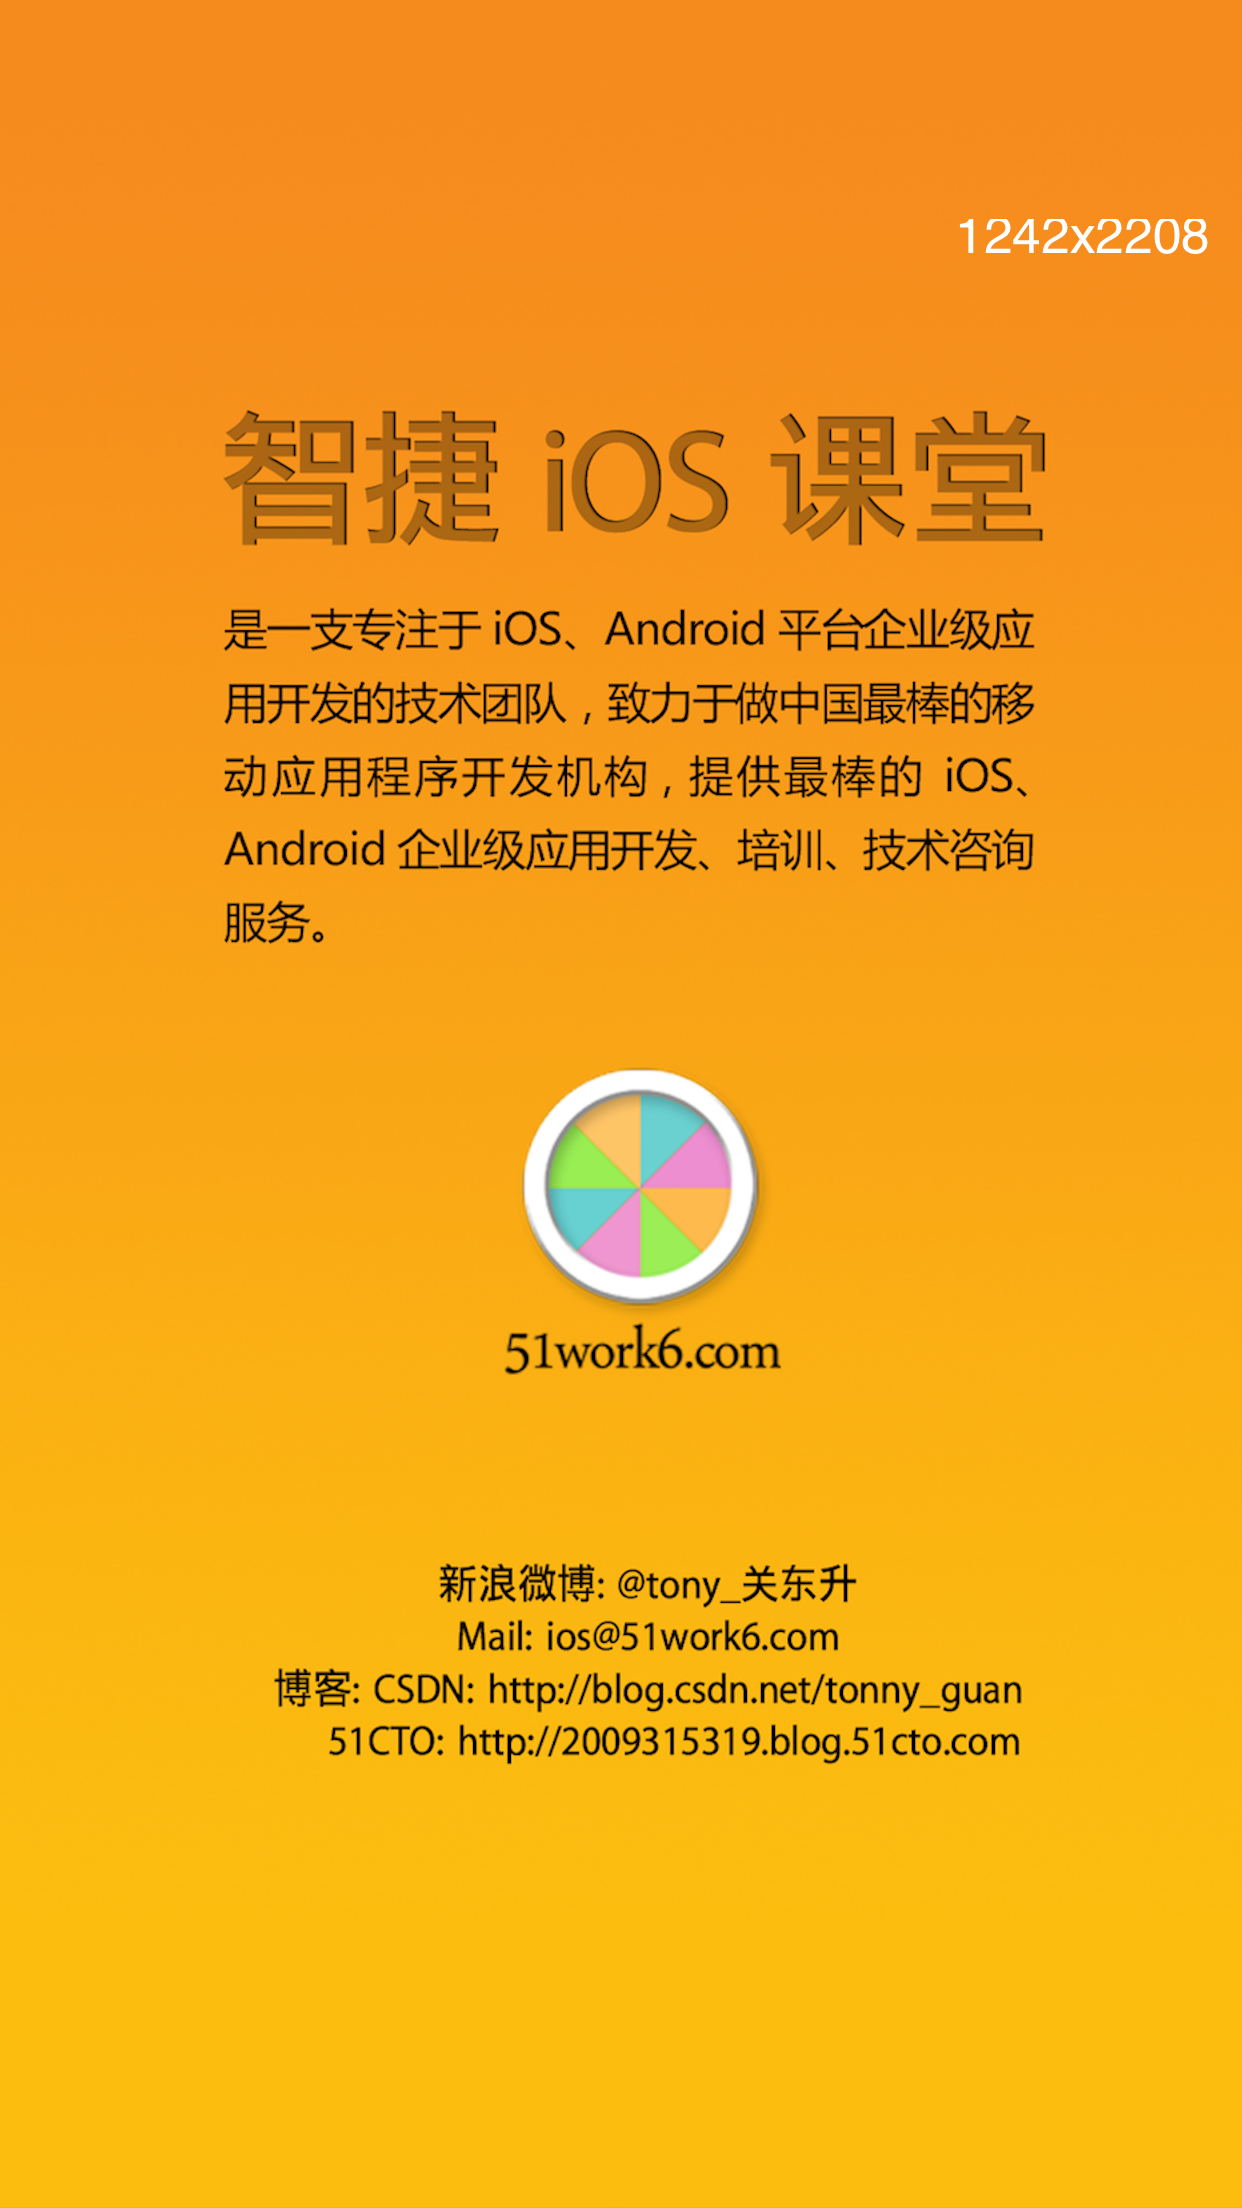 1242x2208
智捷 iOS 课堂
是一支专注于 iOS、Android 平台企业级应
用开发的技术团队，致力于做中国最棒的移
动应用程序开发机构，提供最棒的 iOS、
Android 企业级应用开发、培训、技术咨询
服务。
51work6.com
新浪微博: @tony_关东升
Mail: ios@51work6.com
博客: CSDN: http://blog.csdn.net/tonny_guan
51CTO: http://2009315319.blog.51cto.com